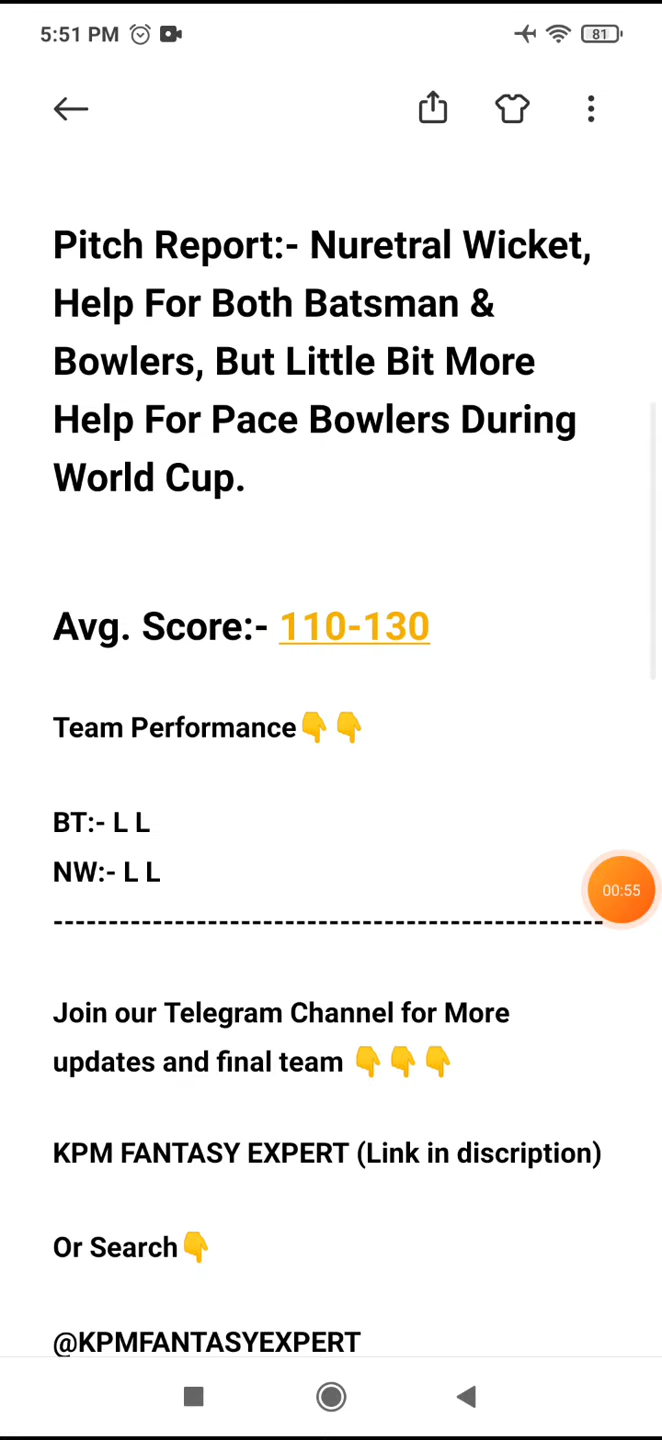 5:51 PM
81
Pitch Report:- Nuretral Wicket,
Help For Both Batsman &
Bowlers, But Little Bit More
Help For Pace Bowlers During
World Cup.
Avg. Score:- 110-130
Team Performance👇👇
BT:- L L
NW:- L L
00:55
--------------------------------------------------
Join our Telegram Channel for More
updates and final team 👇👇👇
KPM FANTASY EXPERT (Link in discription)
Or Search👇
@KPMFANTASYEXPERT